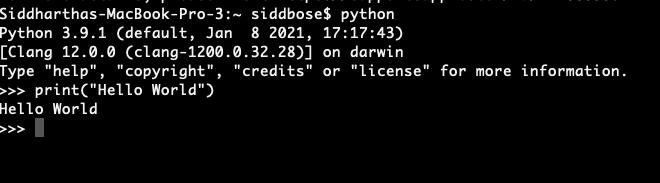 Siddharthas-MacBook-Pro-3:~ siddbose$ python
Python 3.9.1 (default, Jan  8 2021, 17:17:43)
[Clang 12.0.0 (clang-1200.0.32.28)] on darwin
Type "help", "copyright", "credits" or "license" for more information.
>>> print("Hello World")
Hello World
>>>